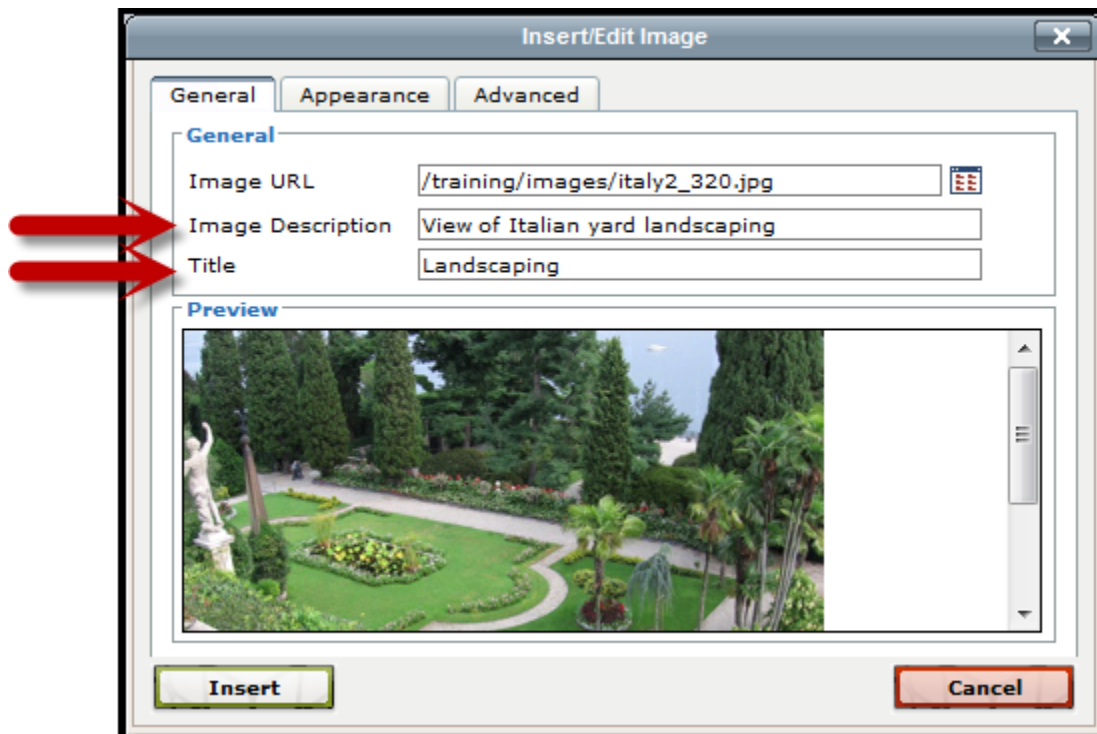 Insert/Edit Image
General Appearance Advanced
General
Image URL /training/images/italy2_320.jpg
Image Description View of Italian yard landscaping
Title Landscaping
Preview
Insert Cancel